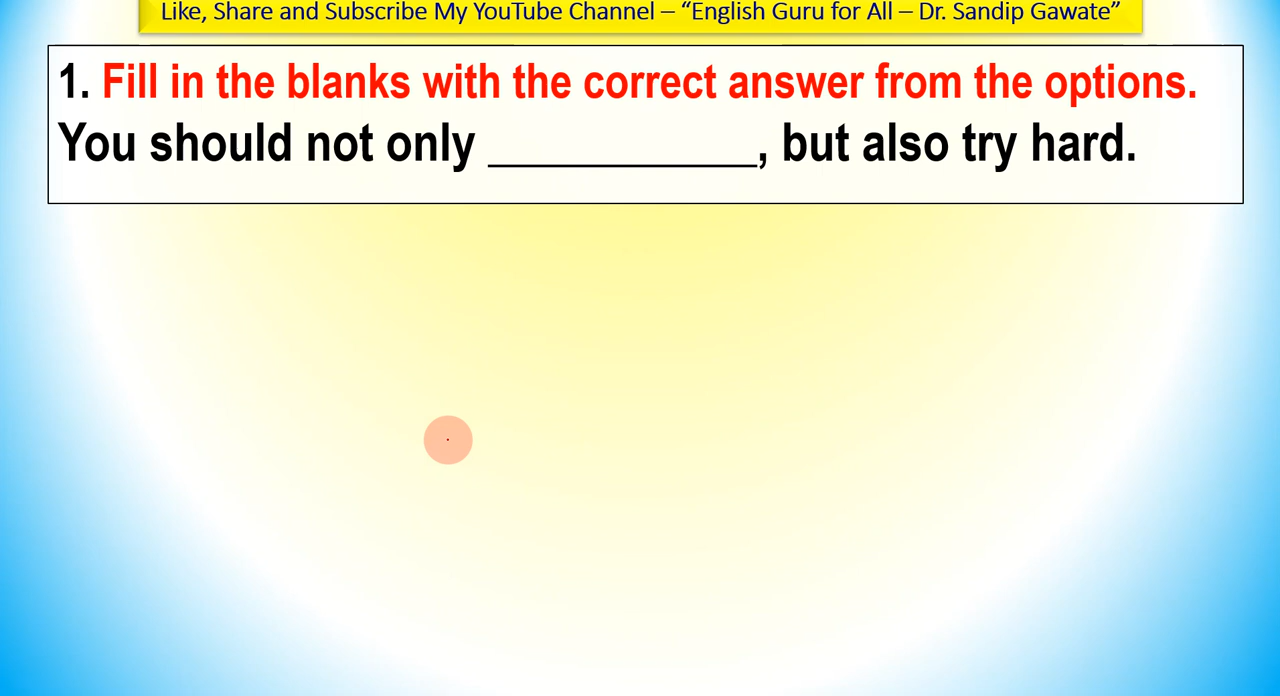 Like, Share and Subscribe My YouTube Channel – “English Guru for All – Dr. Sandip Gawate”
1. Fill in the blanks with the correct answer from the options.
You should not only ___________, but also try hard.